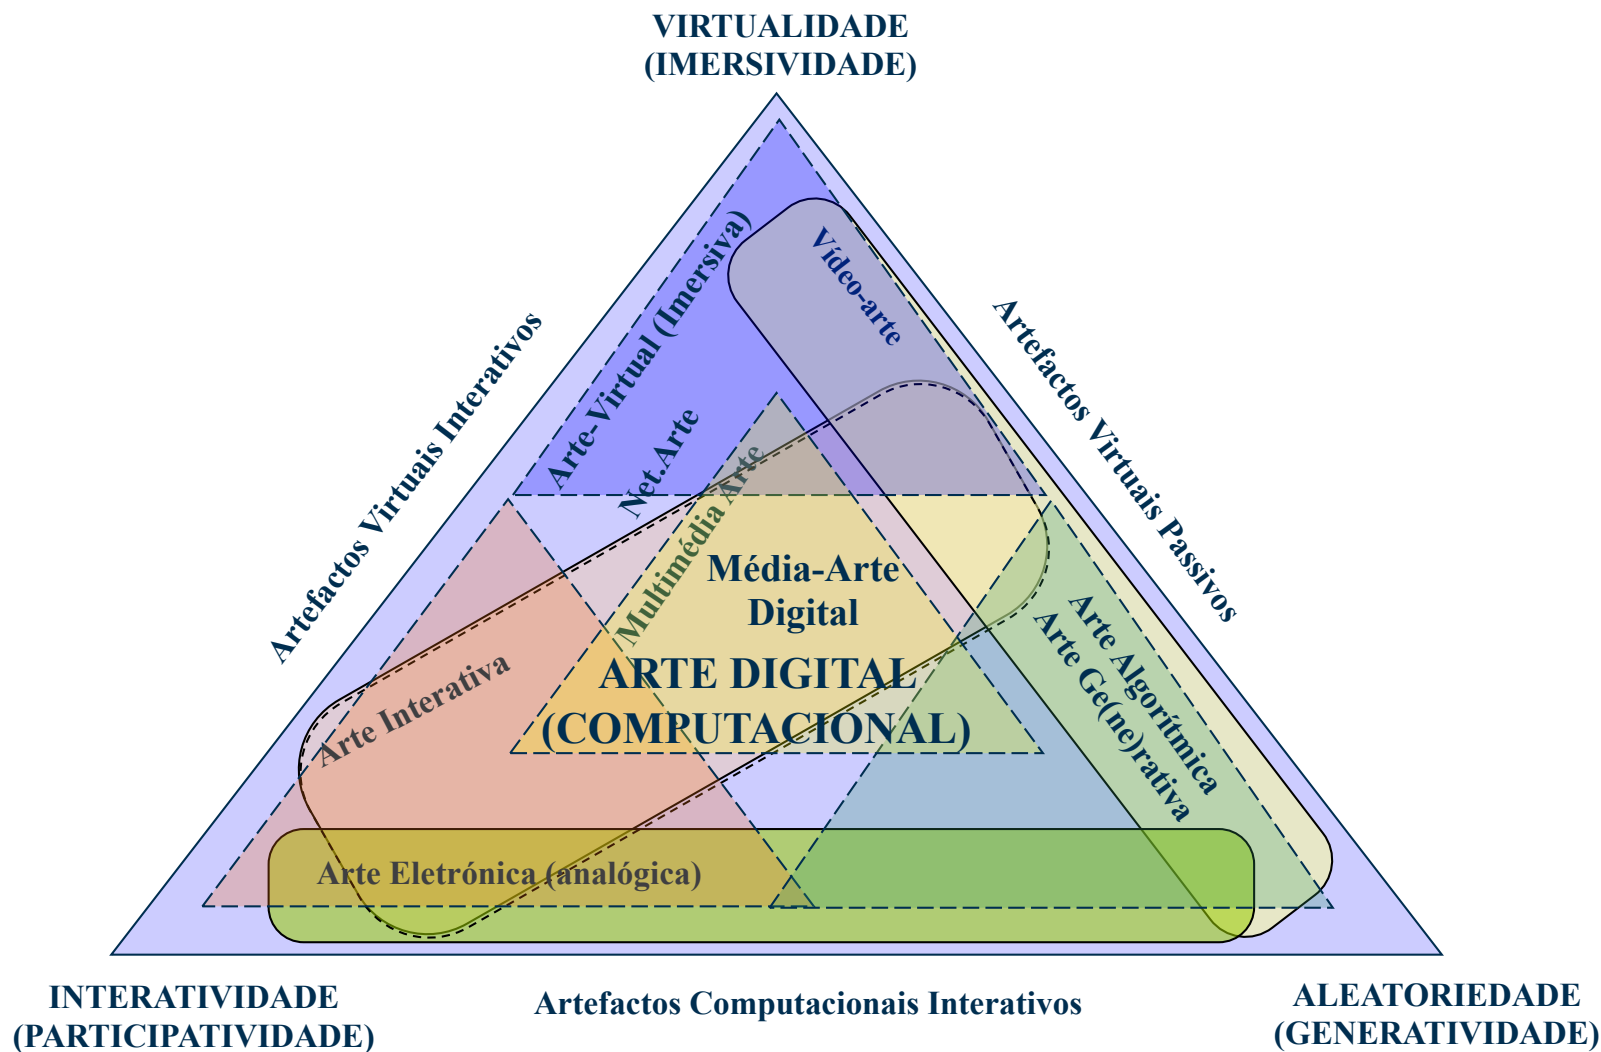 VIRTUALIDADE
(IMERSIVIDADE)
Artefactos Virtuais Interativos
Arte-Virtual (Imersiva)
Net.Arte
Multimédia Arte
Vídeo-arte
Artefactos Virtuais Passivos
Média-Arte
Digital
ARTE DIGITAL
(COMPUTACIONAL)
Arte Interativa
Arte Algorítmica
Arte Ge(ne)rativa
Arte Eletrónica (analógica)
INTERATIVIDADE
(PARTICIPATIVIDADE)
Artefactos Computacionais Interativos
ALEATORIEDADE
(GENERATIVIDADE)